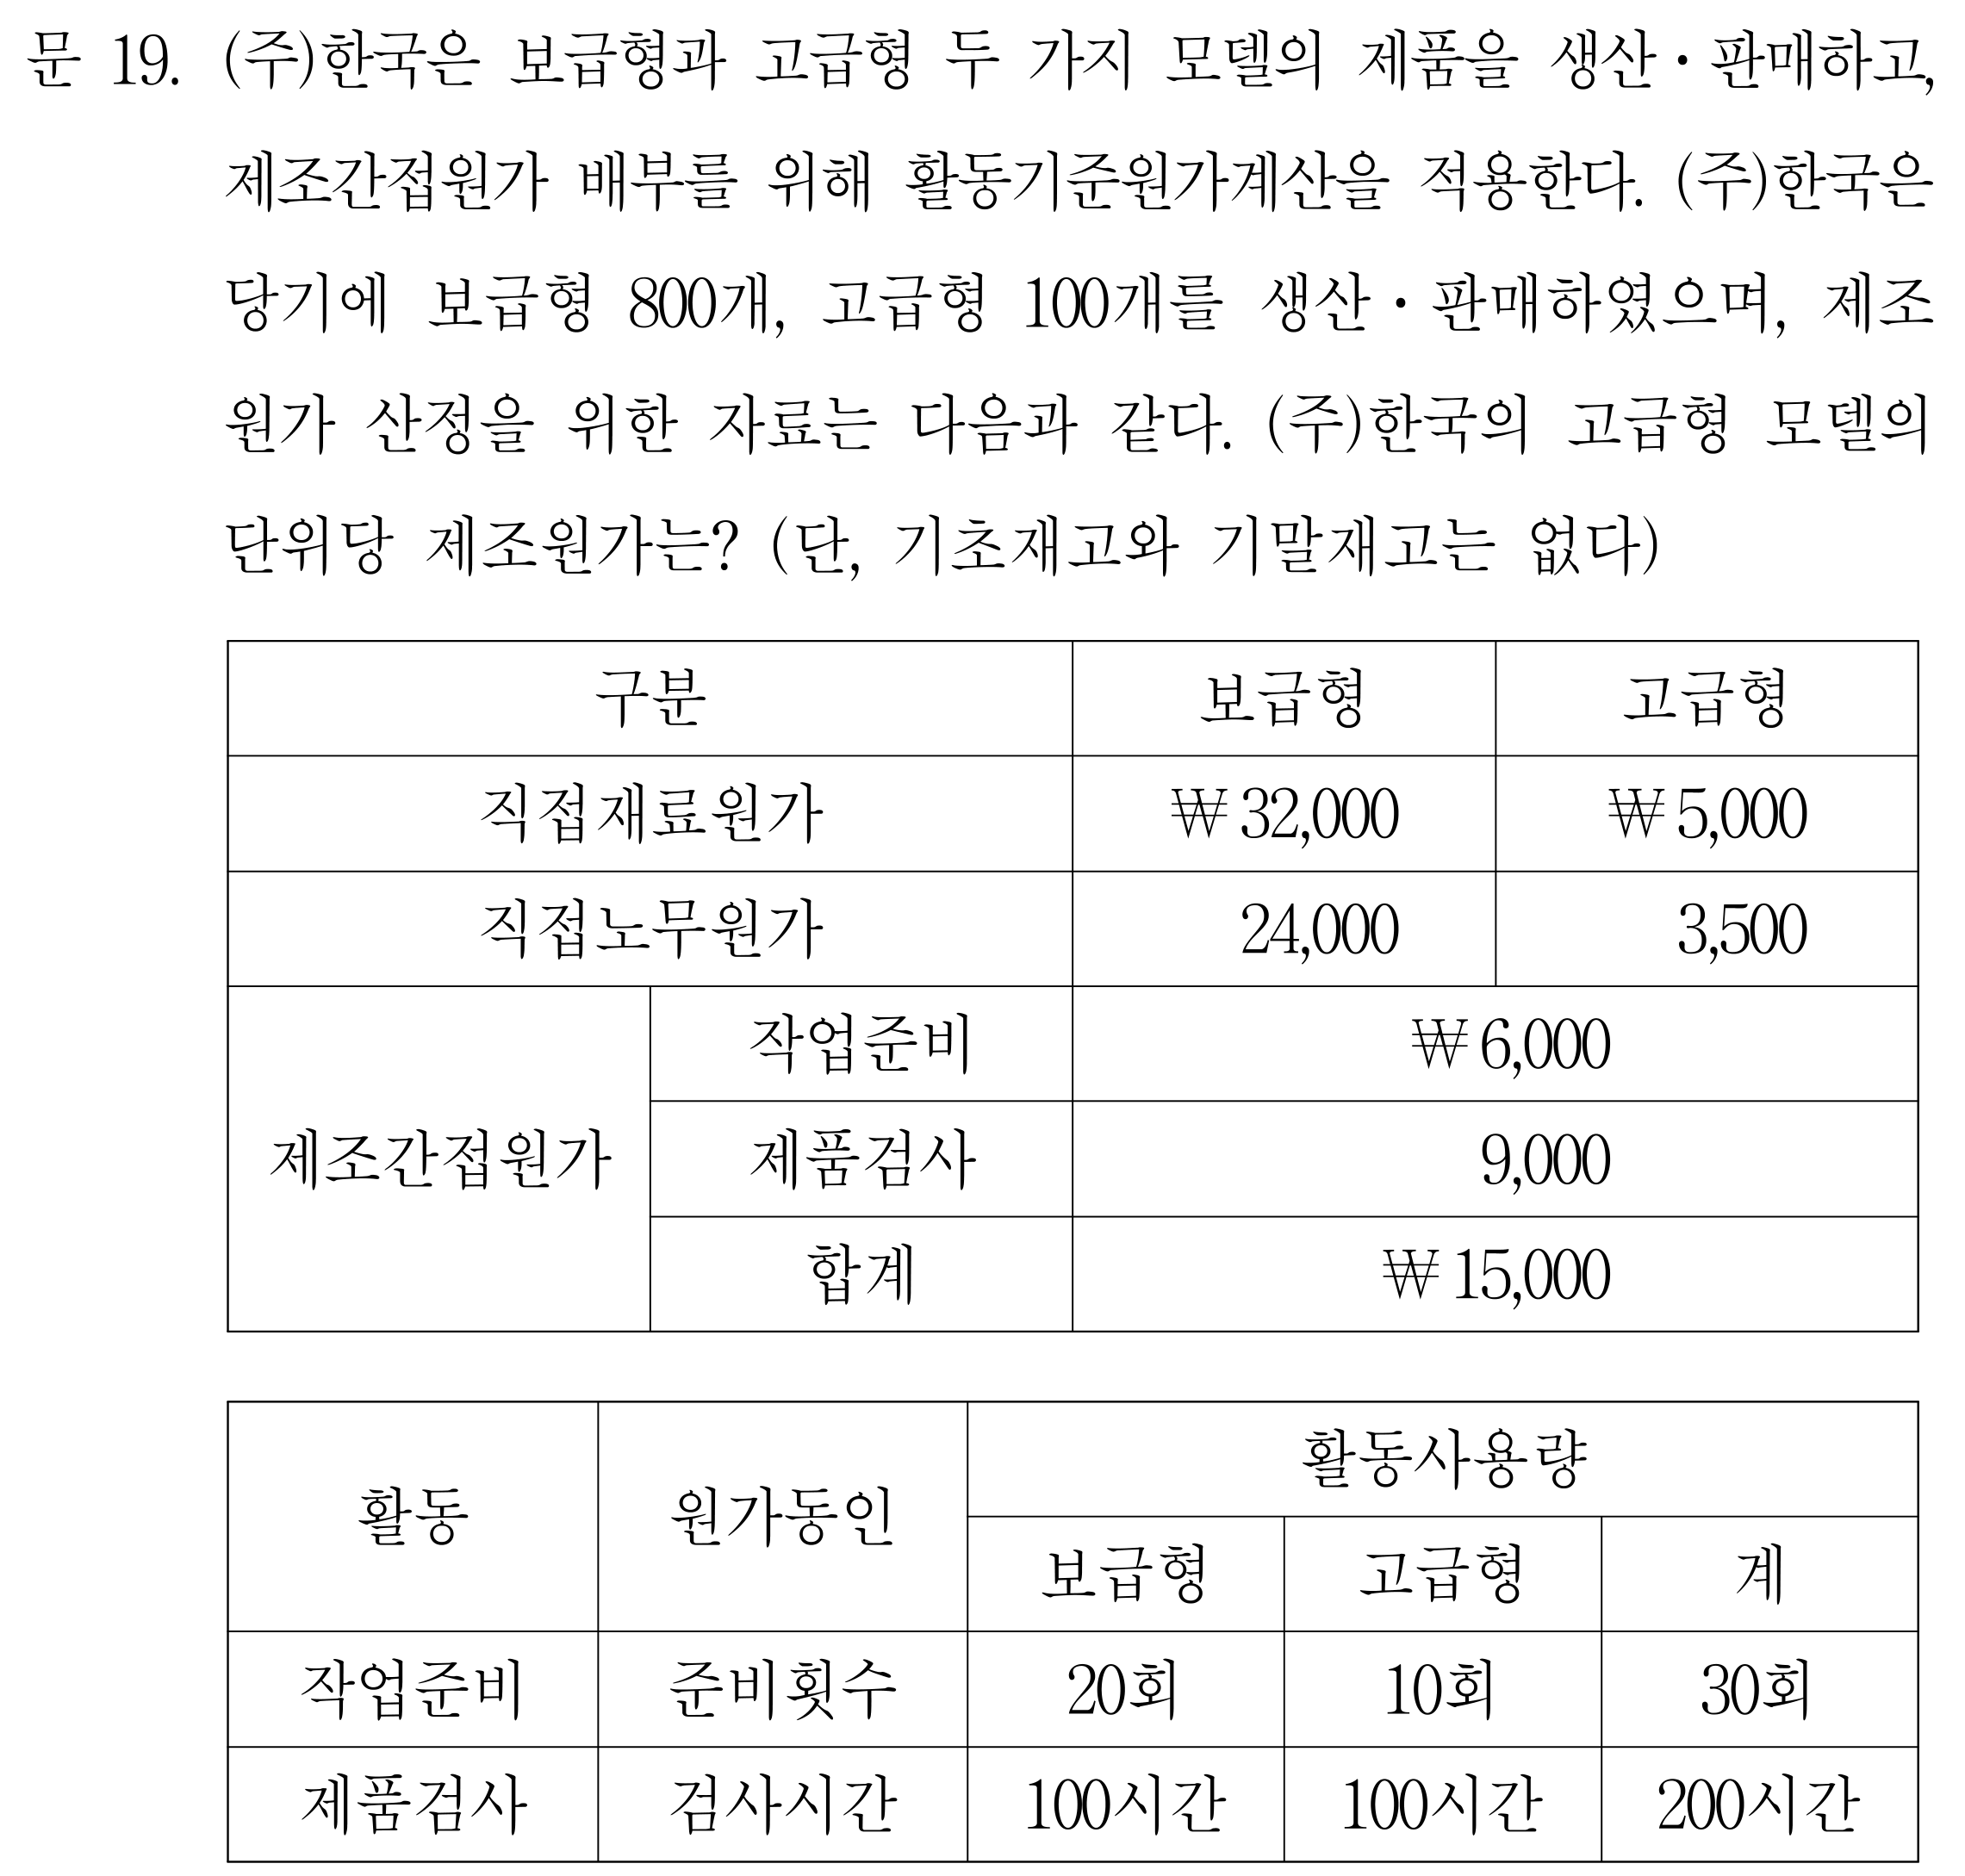 문 19. (주)한국은 보급형과 고급형 두 가지 모델의 제품을 생산·판매하고,
제조간접원가 배부를 위해 활동기준원가계산을 적용한다. (주)한국은
당기에 보급형 800개, 고급형 100개를 생산·판매하였으며, 제조
원가 산정을 위한 자료는 다음과 같다. (주)한국의 고급형 모델의
단위당 제조원가는? (단, 기초재고와 기말재고는 없다)
구분 보급형 고급형
직접재료원가 ₩32,000 ₩5,000
직접노무원가 24,000 3,500
제조간접원가 작업준비 ₩6,000
제품검사 9,000
합계 ₩15,000
활동 원가동인 활동사용량
보급형 고급형 계
작업준비 준비횟수 20회 10회 30회
제품검사 검사시간 100시간 100시간 200시간